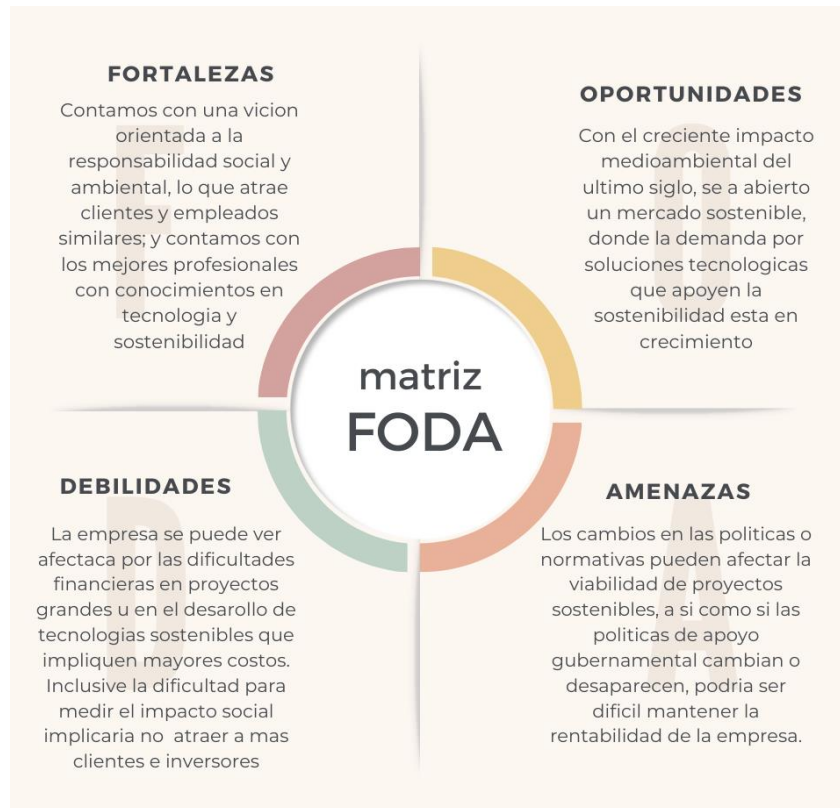 FORTALEZAS
Contamos con una vicion
orientada a la
responsabilidad social y
ambiental, lo que atrae
clientes y empleados
similares; y contamos con
los mejores profesionales
con conocimientos en
tecnologia y
sostenibilidad
F
OPORTUNIDADES
Con el creciente impacto
medioambiental del
ultimo siglo, se a abierto
un mercado sostenible,
donde la demanda por
soluciones tecnologicas
que apoyen la
sostenibilidad esta en
crecimiento
O
matriz
FODA
DEBILIDADES
La empresa se puede ver
afectaca por las dificultades
financieras en proyectos
grandes u en el desarollo de
tecnologias sostenibles que
impliquen mayores costos.
Inclusive la dificultad para
medir el impacto social
implicaria no atraer a mas
clientes e inversores
D
AMENAZAS
Los cambios en las politicas o
normativas pueden afectar la
viabilidad de proyectos
sostenibles, a si como si las
politicas de apoyo
gubernamental cambian o
desaparecen, podria ser
dificil mantener la
rentabilidad de la empresa.
A